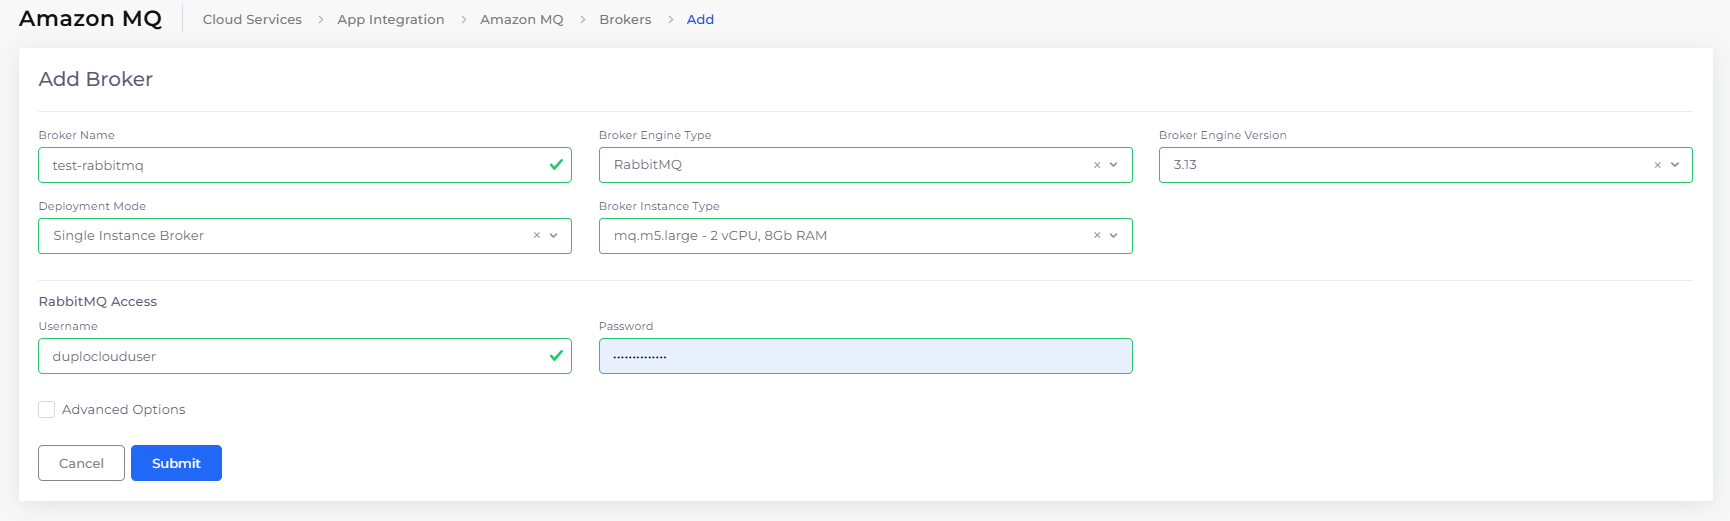 Amazon MQ
Cloud Services > App Integration > Amazon MQ > Brokers > Add
Add Broker
Broker Name
test-rabbitmq
Broker Engine Type
RabbitMQ
Broker Engine Version
3.13
Deployment Mode
Single Instance Broker
Broker Instance Type
mq.m5.large - 2 vCPU, 8Gb RAM
RabbitMQ Access
Username
duploclouduser
Password
··············
Advanced Options
Cancel
Submit